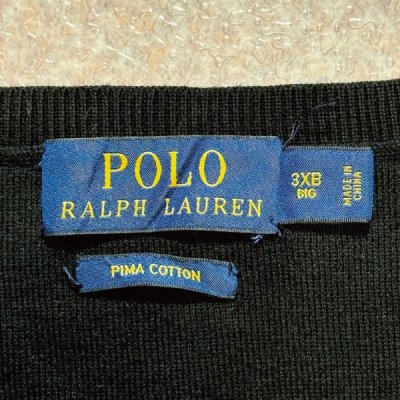 POLO
RALPH LAUREN
3XB
BIG
MADE IN
CHINA
PIMA COTTON